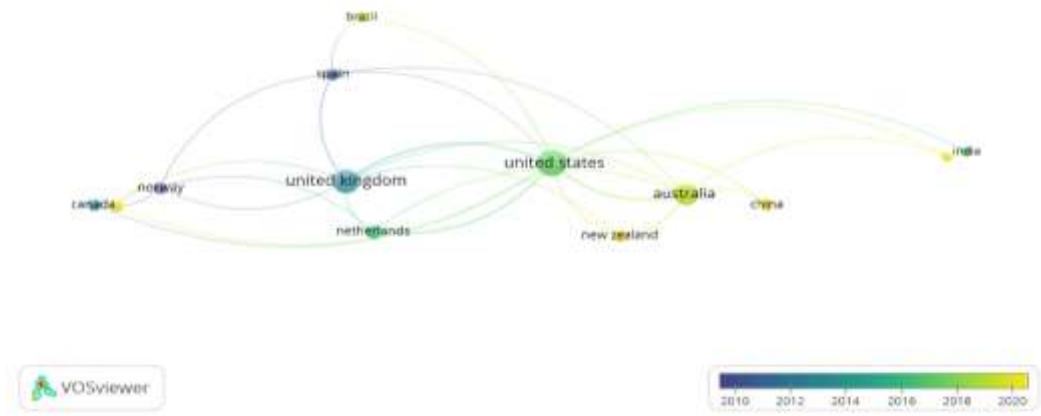 brazil
spain
united states
india
united kingdom
norway
australia
canada
china
netherlands
new zealand
VOSviewer
2010 2012 2014 2016 2018 2020